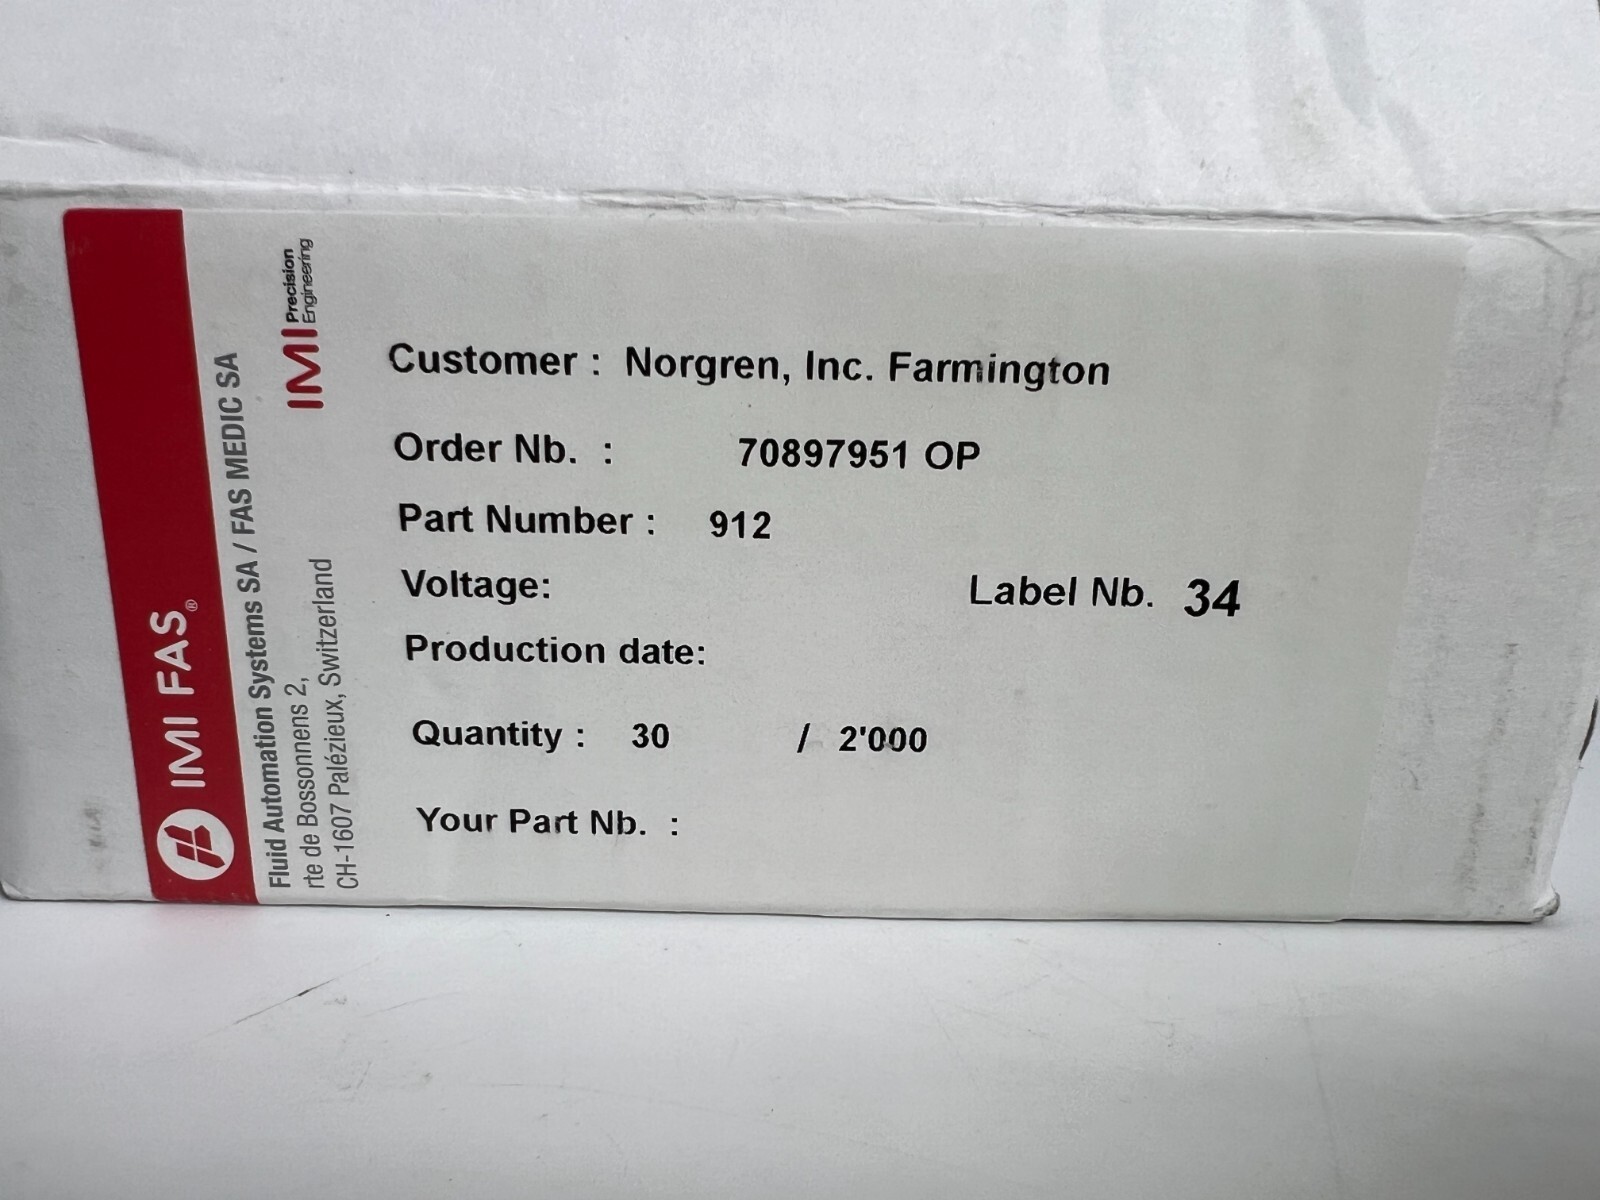 IMI FAS®
Fluid Automation Systems SA / FAS MEDIC SA
rte de Bossonnens 2,
CH-1607 Palézieux, Switzerland
IMI Precision
Engineering
Customer : Norgren, Inc. Farmington
Order Nb. : 70897951 OP
Part Number : 912
Voltage: Label Nb. 34
Production date:
Quantity : 30 / 2'000
Your Part Nb. :